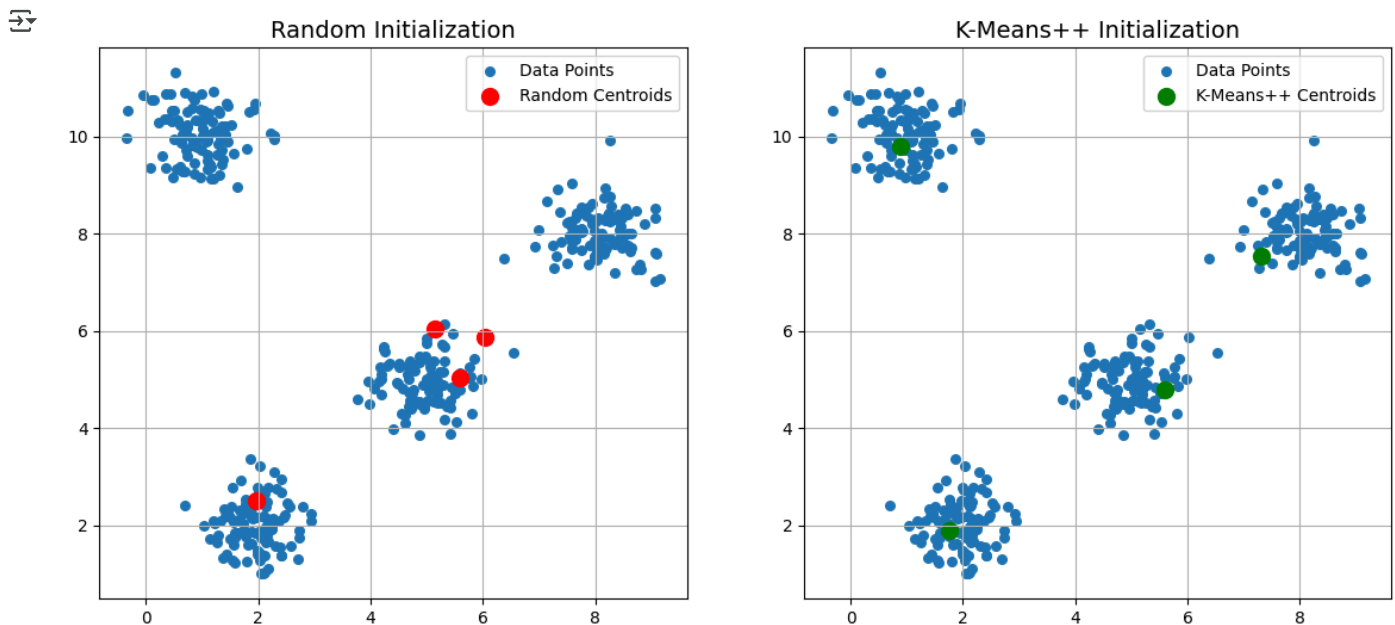 Random Initialization
Data Points
Random Centroids
10
8
6
4
2
0 2 4 6 8
K-Means++ Initialization
Data Points
K-Means++ Centroids
10
8
6
4
2
0 2 4 6 8